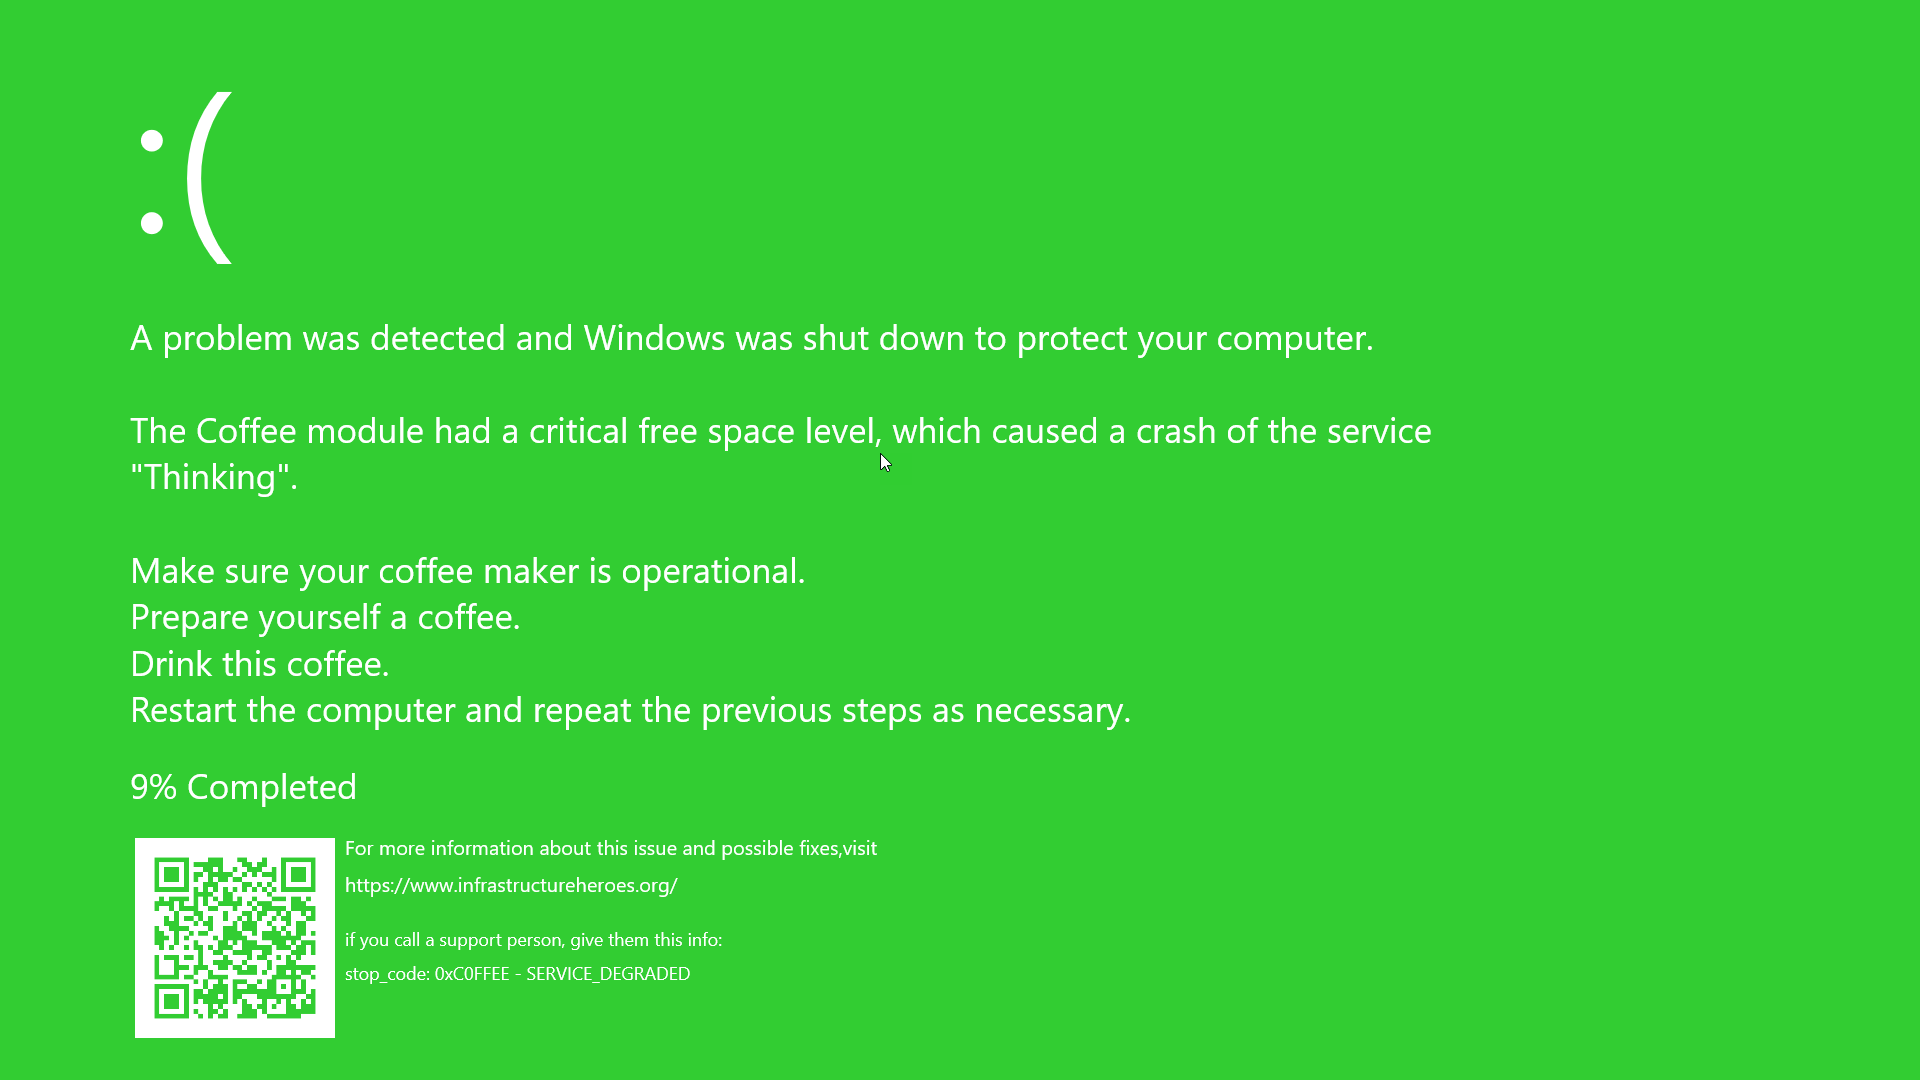 :(
A problem was detected and Windows was shut down to protect your computer.
The Coffee module had a critical free space level, which caused a crash of the service
"Thinking".
Make sure your coffee maker is operational.
Prepare yourself a coffee.
Drink this coffee.
Restart the computer and repeat the previous steps as necessary.
9% Completed
For more information about this issue and possible fixes,visit
https://www.infrastructureheroes.org/
if you call a support person, give them this info:
stop_code: 0xC0FFEE - SERVICE_DEGRADED